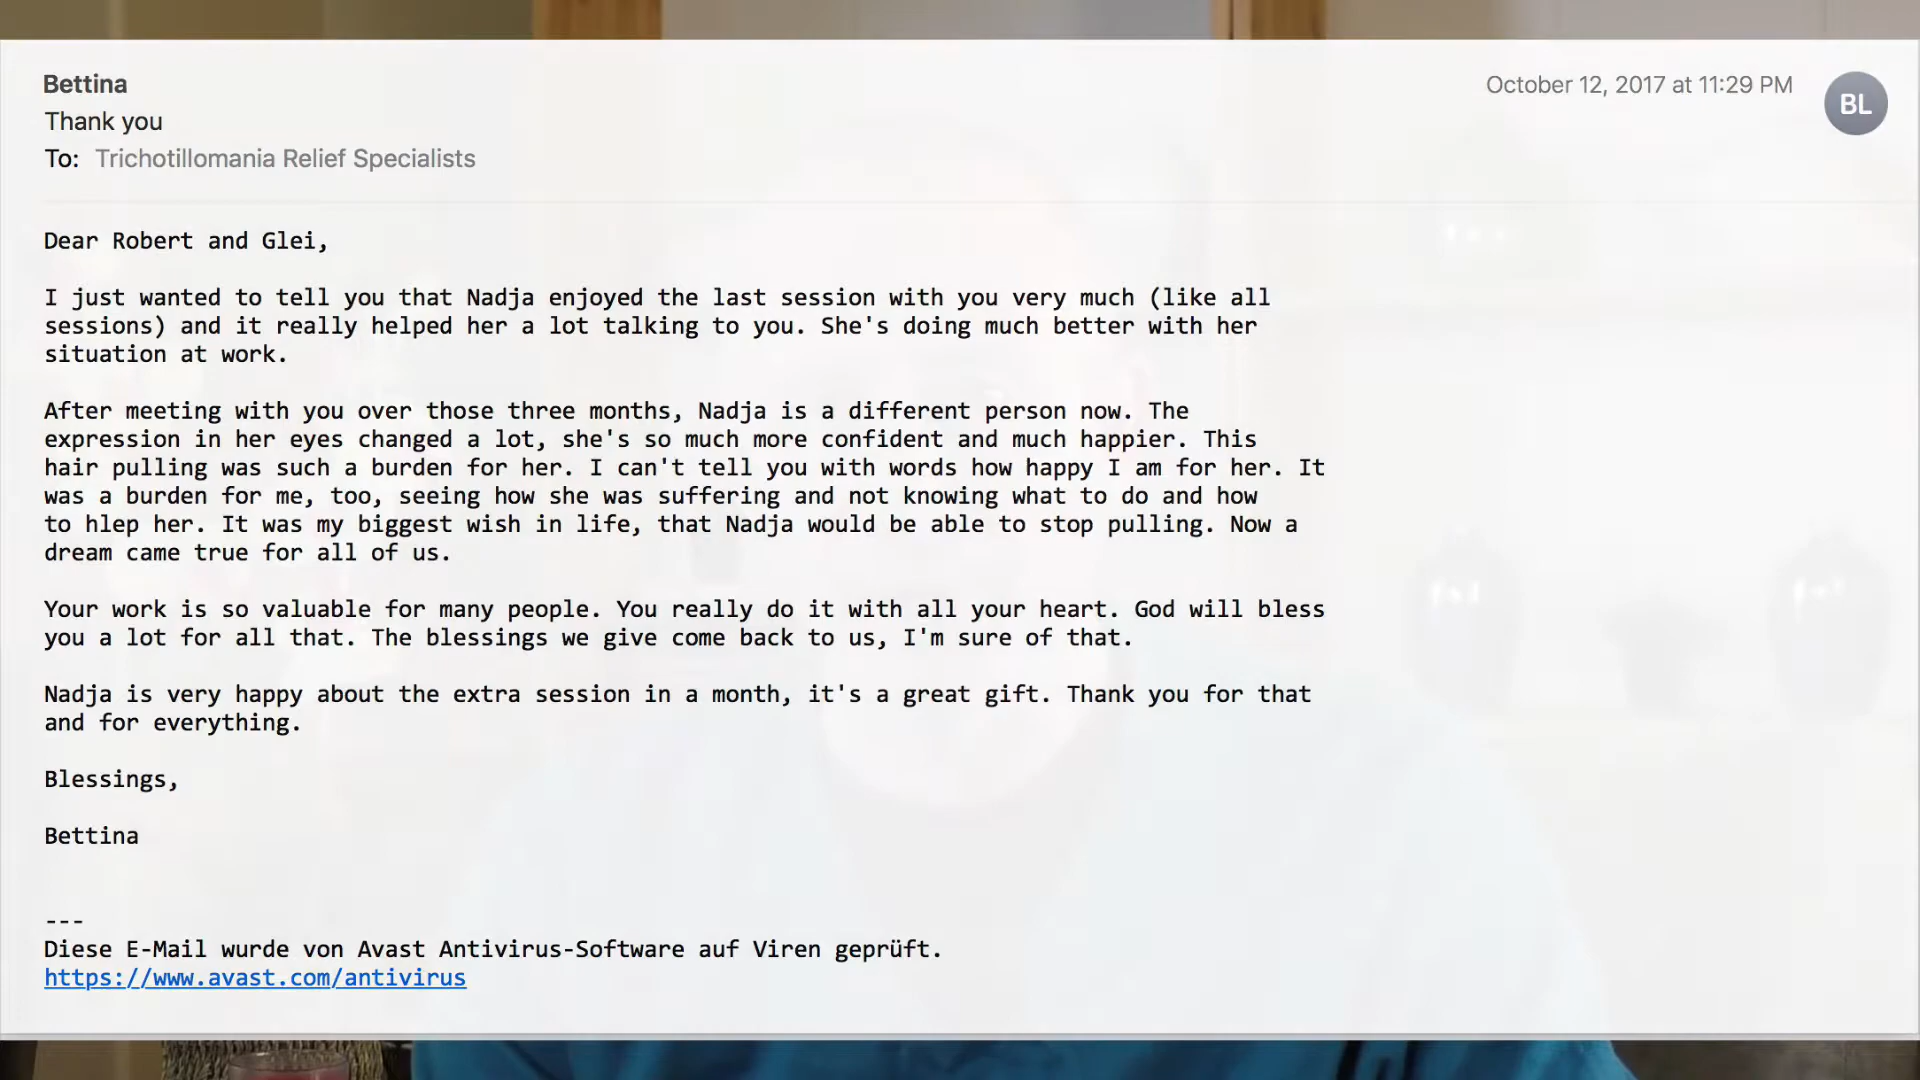 Bettina
October 12, 2017 at 11:29 PM
BL
Thank you
To: Trichotillomania Relief Specialists
Dear Robert and Glei,
I just wanted to tell you that Nadja enjoyed the last session with you very much (like all
sessions) and it really helped her a lot talking to you. She's doing much better with her
situation at work.
After meeting with you over those three months, Nadja is a different person now. The
expression in her eyes changed a lot, she's so much more confident and much happier. This
hair pulling was such a burden for her. I can't tell you with words how happy I am for her. It
was a burden for me, too, seeing how she was suffering and not knowing what to do and how
to hlep her. It was my biggest wish in life, that Nadja would be able to stop pulling. Now a
dream came true for all of us.
Your work is so valuable for many people. You really do it with all your heart. God will bless
you a lot for all that. The blessings we give come back to us, I'm sure of that.
Nadja is very happy about the extra session in a month, it's a great gift. Thank you for that
and for everything.
Blessings,
Bettina
---
Diese E-Mail wurde von Avast Antivirus-Software auf Viren geprüft.
https://www.avast.com/antivirus